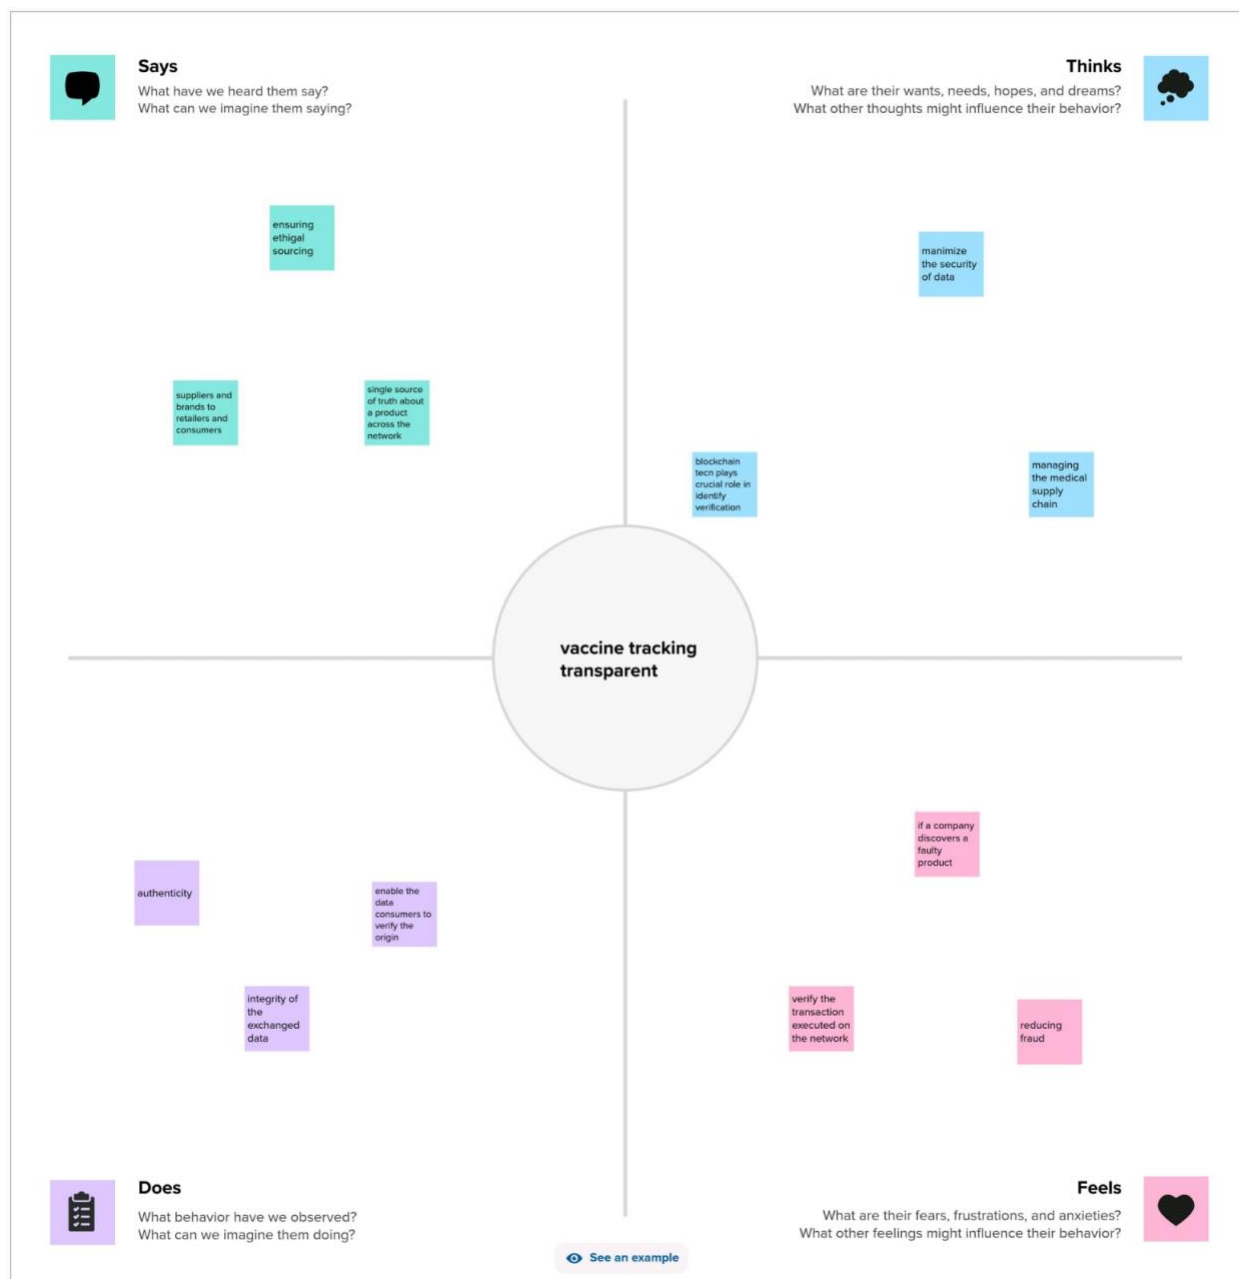 Says
What have we heard them say?
What can we imagine them saying?
Thinks
What are their wants, needs, hopes, and dreams?
What other thoughts might influence their behavior?
ensuring
ethigal
sourcing
suppliers and
brands to
retailers and
consumers
single source
of truth about
a product
across the
network
manimize
the security
of data
blockchain
tecn plays
crucial role in
identify
verification
managing
the medical
supply
chain
vaccine tracking
transparent
authenticity
enable the
data
consumers to
verify the
origin
integrity of
the
exchanged
data
if a company
discovers a
faulty
product
verify the
transaction
executed on
the network
reducing
fraud
Does
What behavior have we observed?
What can we imagine them doing?
Feels
What are their fears, frustrations, and anxieties?
What other feelings might influence their behavior?
See an example